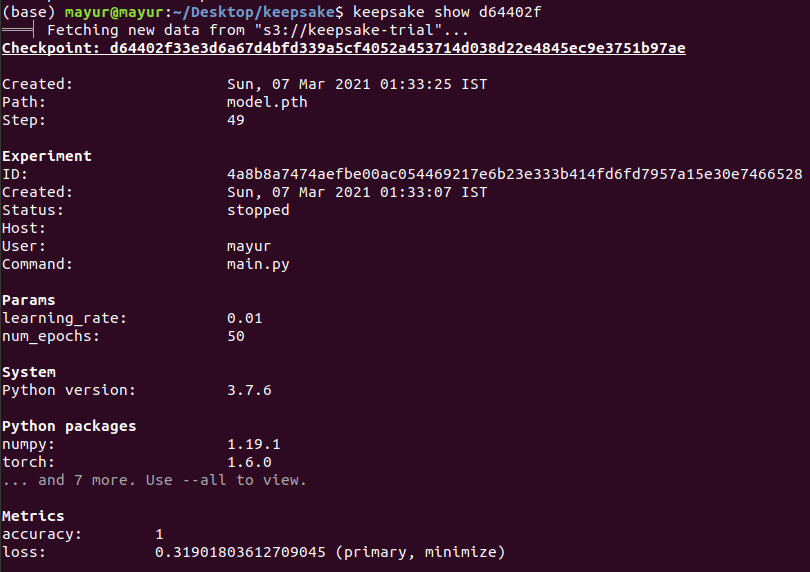 (base) mayur@mayur:~/Desktop/keepsake$ keepsake show d64402f
Fetching new data from "s3://keepsake-trial"...
Checkpoint: d64402f33e3d6a67d4bfd339a5cf4052a453714d038d22e4845ec9e3751b97ae
Created: Sun, 07 Mar 2021 01:33:25 IST
Path: model.pth
Step: 49
Experiment
ID: 4a8b8a7474aefbe00ac054469217e6b23e333b414fd6fd7957a15e30e7466528
Created: Sun, 07 Mar 2021 01:33:07 IST
Status: stopped
Host:
User: mayur
Command: main.py
Params
learning_rate: 0.01
num_epochs: 50
System
Python version: 3.7.6
Python packages
numpy: 1.19.1
torch: 1.6.0
... and 7 more. Use --all to view.
Metrics
accuracy: 1
loss: 0.31901803612709045 (primary, minimize)